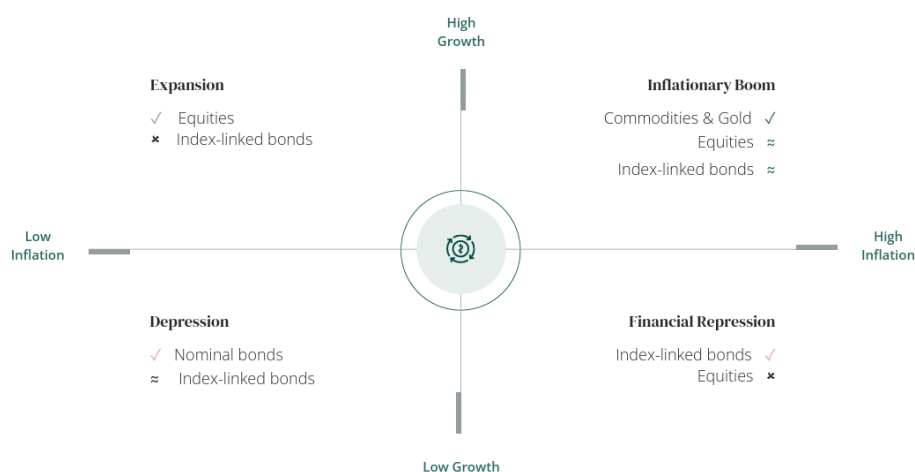 High
Growth
Expansion
✓ Equities
× Index-linked bonds
Inflationary Boom
Commodities & Gold ✓
Equities ≈
Index-linked bonds ≈
Low
Inflation
High
Inflation
Depression
✓ Nominal bonds
≈ Index-linked bonds
Financial Repression
Index-linked bonds ✓
Equities ×
Low Growth